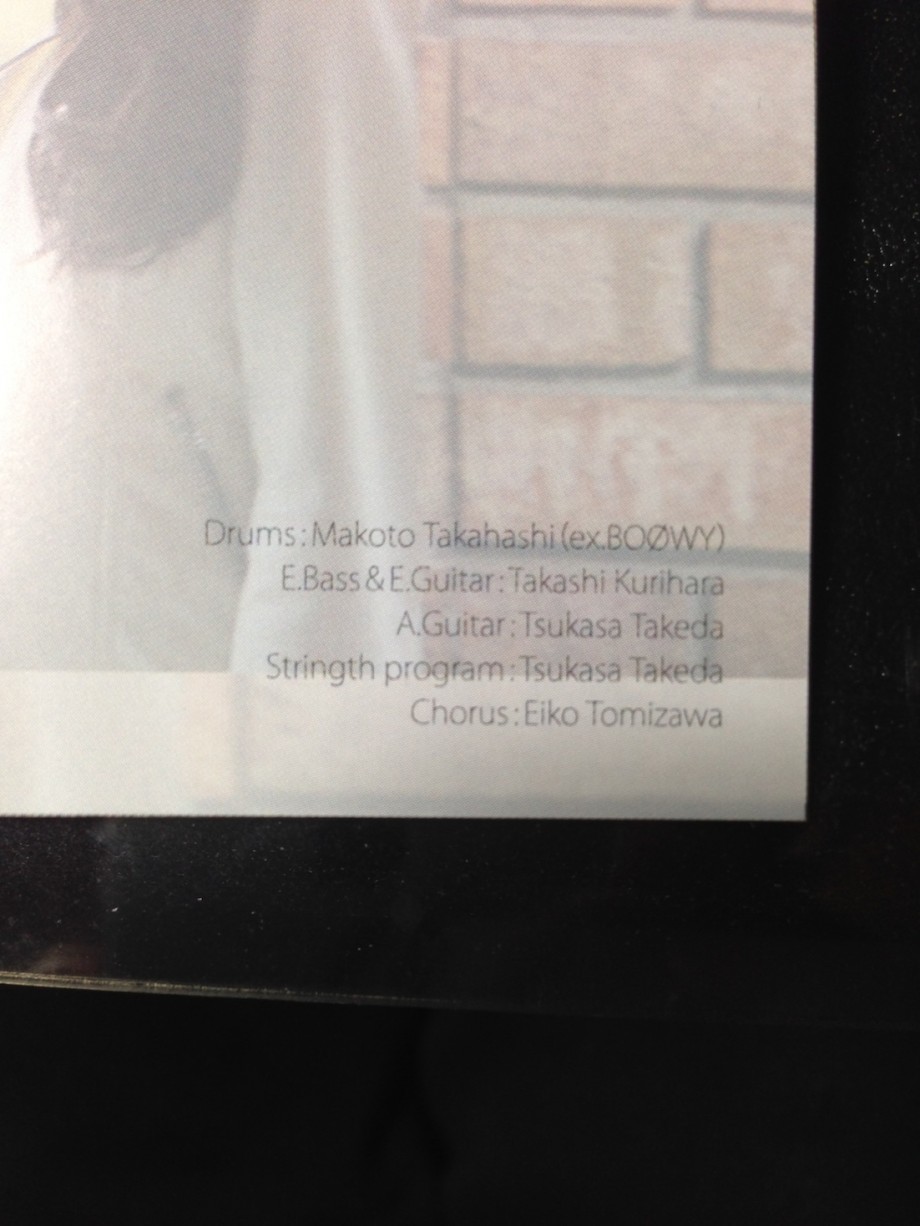 Drums:Makoto Takahashi(ex.BOØWY)
E.Bass&E.Guitar:Takashi Kurihara
A.Guitar:Tsukasa Takeda
Stringth program:Tsukasa Takeda
Chorus:Eiko Tomizawa